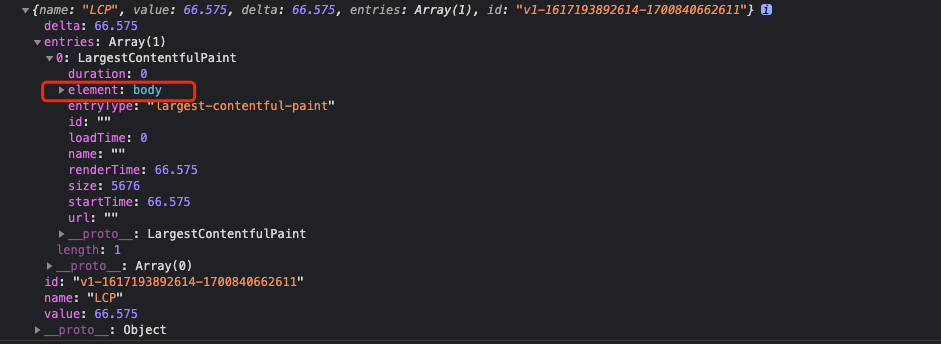 {name: "LCP", value: 66.575, delta: 66.575, entries: Array(1), id: "v1-1617193892614-1700840662611"} i
delta: 66.575
entries: Array(1)
0: LargestContentfulPaint
duration: 0
element: body
entryType: "largest-contentful-paint"
id: ""
loadTime: 0
name: ""
renderTime: 66.575
size: 5676
startTime: 66.575
url: ""
__proto__: LargestContentfulPaint
length: 1
__proto__: Array(0)
id: "v1-1617193892614-1700840662611"
name: "LCP"
value: 66.575
__proto__: Object